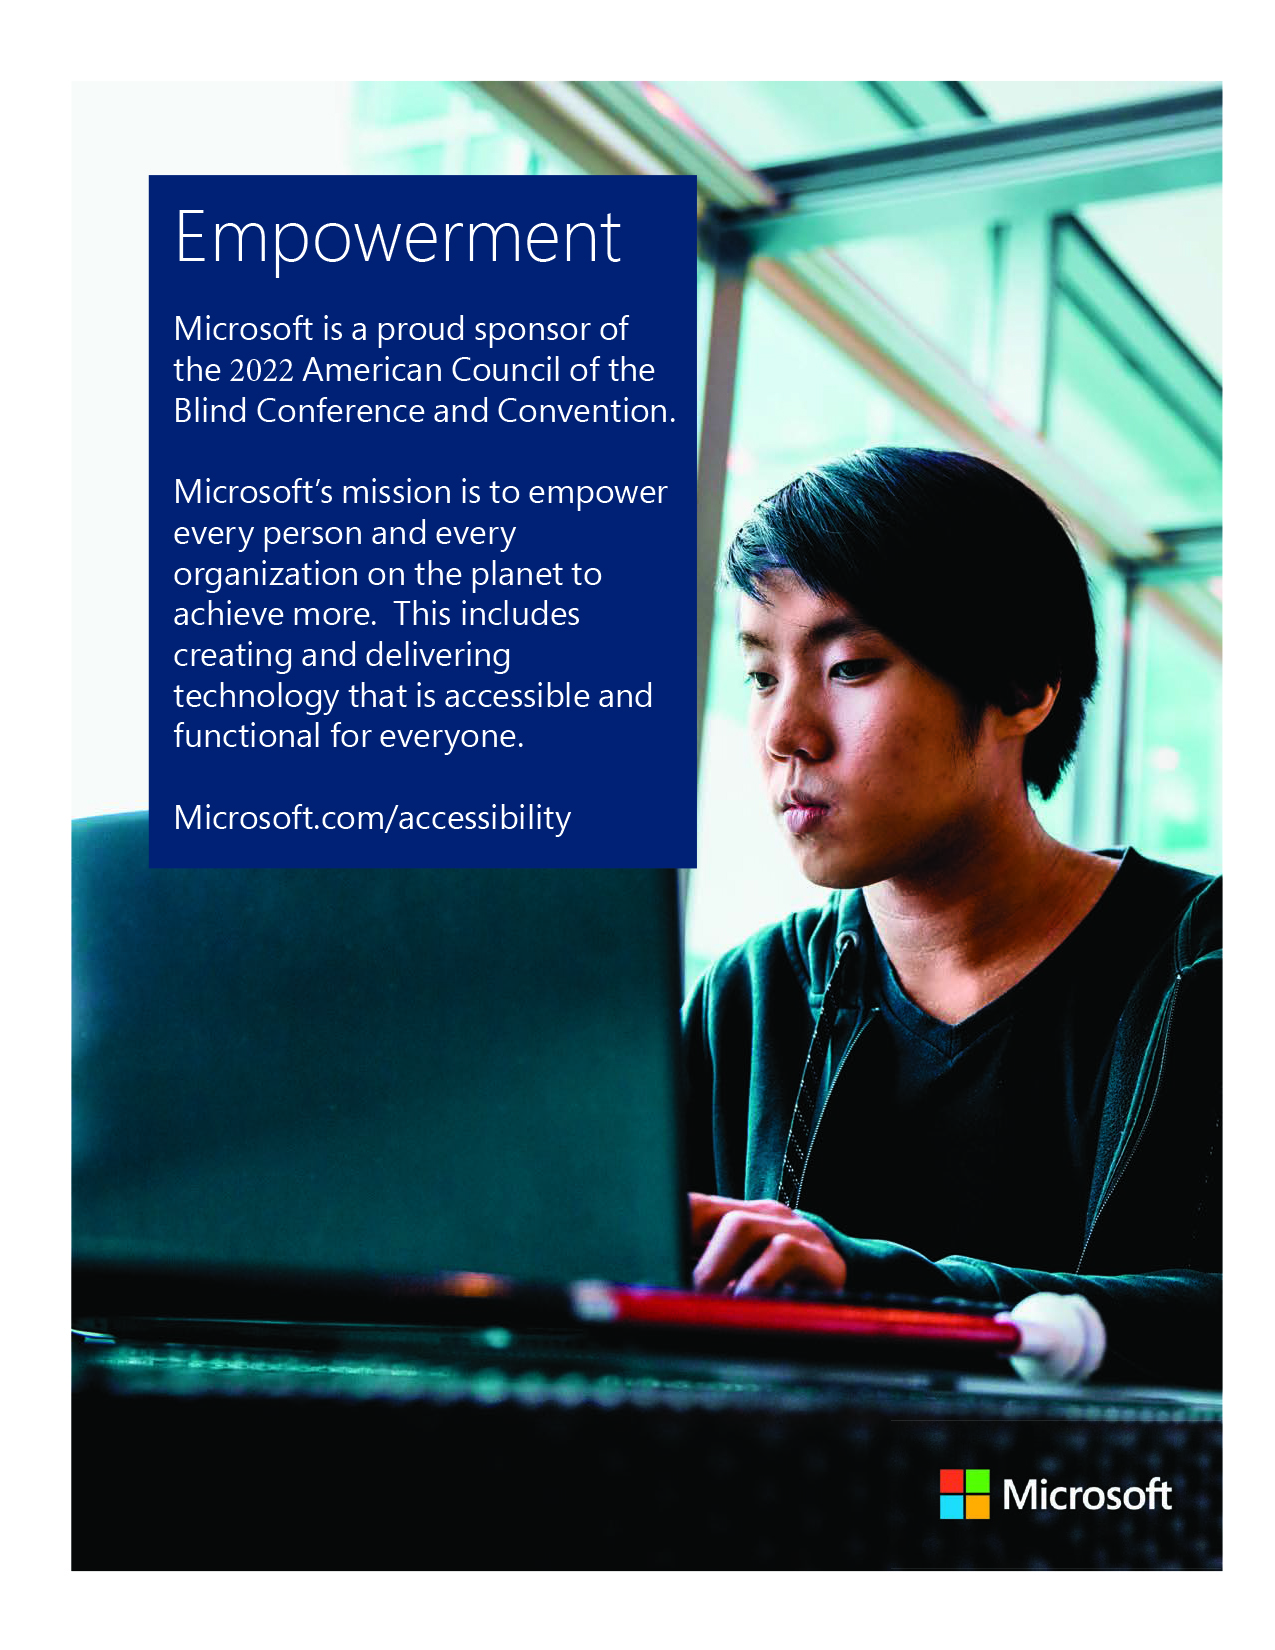 Empowerment
Microsoft is a proud sponsor of
the 2022 American Council of the
Blind Conference and Convention.
Microsoft’s mission is to empower
every person and every
organization on the planet to
achieve more.  This includes
creating and delivering
technology that is accessible and
functional for everyone.
Microsoft.com/accessibility
Microsoft